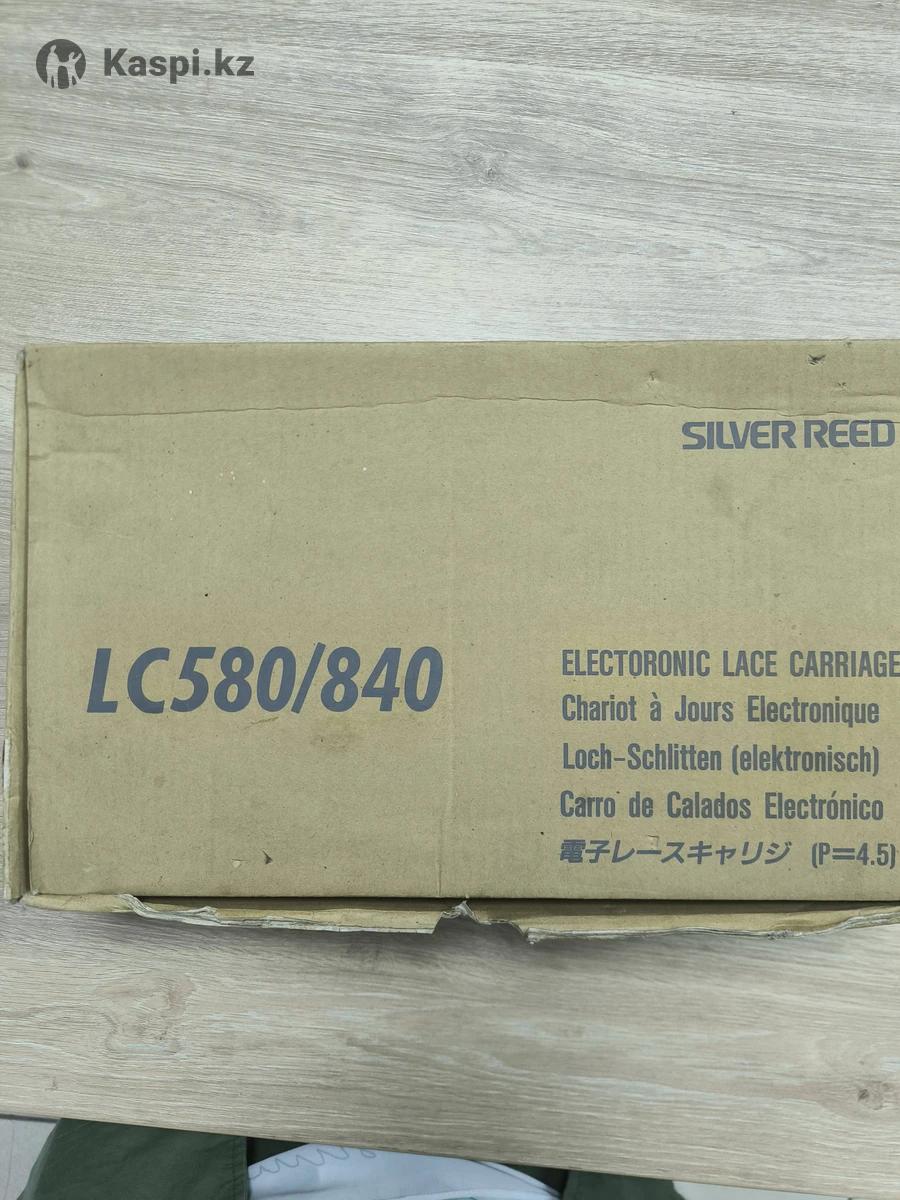 Kaspi.kz
SILVER REED
LC580/840
ELECTORONIC LACE CARRIAGE
Chariot à Jours Electronique
Loch-Schlitten (elektronisch)
Carro de Calados Electrónico
電子レースキャリジ (P=4.5)